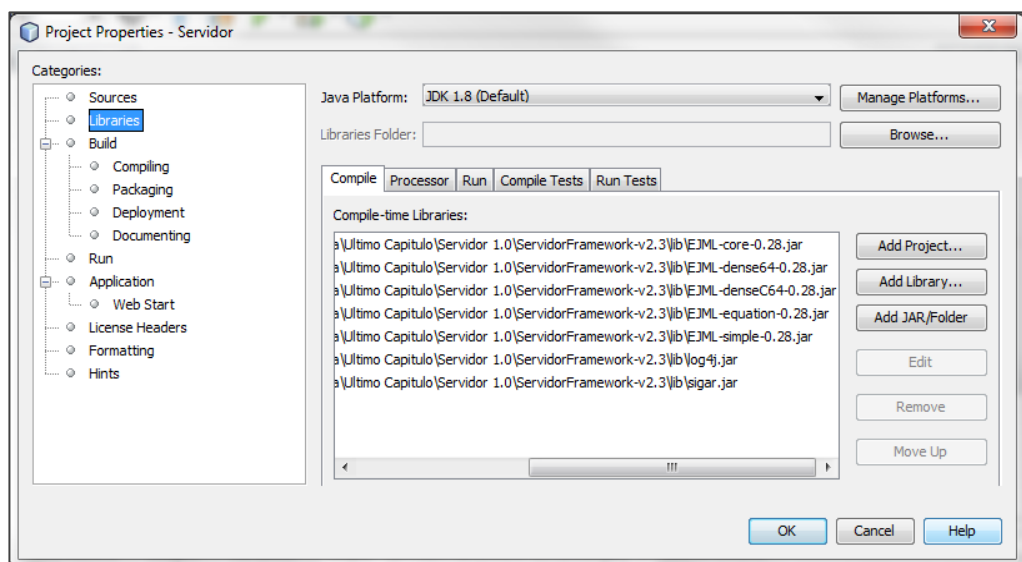 Project Properties - Servidor
Categories:
Sources
Libraries
Build
Compiling
Packaging
Deployment
Documenting
Run
Application
Web Start
License Headers
Formatting
Hints
Java Platform: JDK 1.8 (Default) Manage Platforms...
Libraries Folder: Browse...
Compile Processor Run Compile Tests Run Tests
Compile-time Libraries:
a\Ultimo Capitulo\Servidor 1.0\ServidorFramework-v2.3\lib\EJML-core-0.28.jar
a\Ultimo Capitulo\Servidor 1.0\ServidorFramework-v2.3\lib\EJML-dense64-0.28.jar
a\Ultimo Capitulo\Servidor 1.0\ServidorFramework-v2.3\lib\EJML-denseC64-0.28.jar
a\Ultimo Capitulo\Servidor 1.0\ServidorFramework-v2.3\lib\EJML-equation-0.28.jar
a\Ultimo Capitulo\Servidor 1.0\ServidorFramework-v2.3\lib\EJML-simple-0.28.jar
a\Ultimo Capitulo\Servidor 1.0\ServidorFramework-v2.3\lib\log4j.jar
a\Ultimo Capitulo\Servidor 1.0\ServidorFramework-v2.3\lib\sigar.jar
Add Project...
Add Library...
Add JAR/Folder
Edit
Remove
Move Up
OK Cancel Help